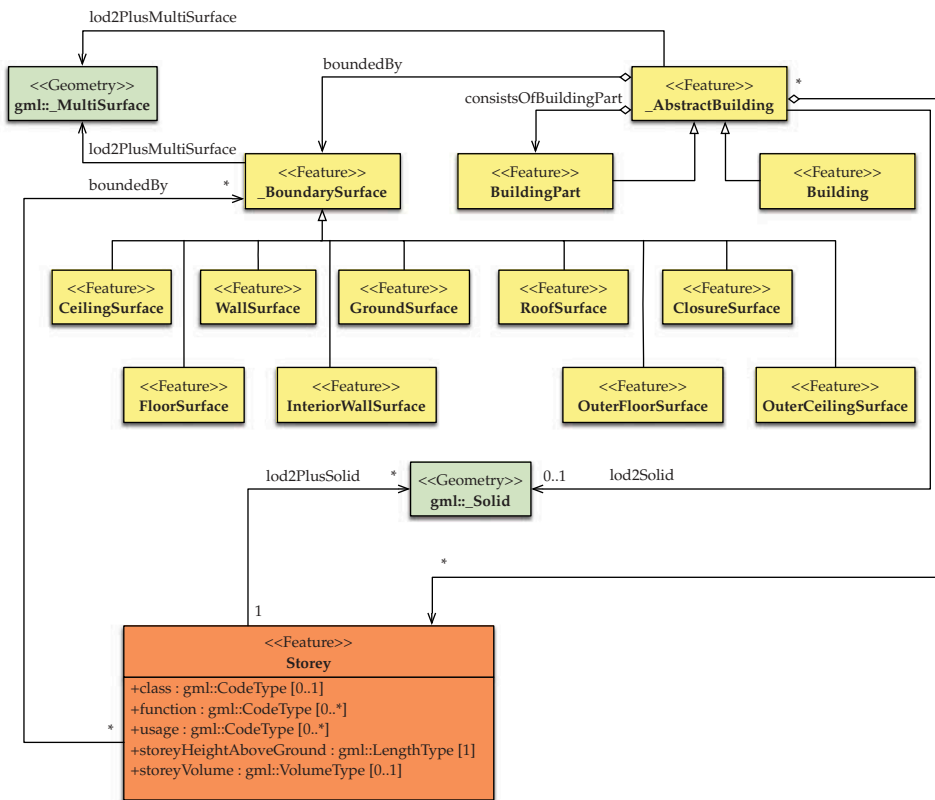 lod2PlusMultiSurface
<<Geometry>>
gml::_MultiSurface
boundedBy
<<Feature>>
_AbstractBuilding
*
consistsOfBuildingPart
lod2PlusMultiSurface
boundedBy
*
<<Feature>>
_BoundarySurface
<<Feature>>
BuildingPart
<<Feature>>
Building
<<Feature>>
CeilingSurface
<<Feature>>
WallSurface
<<Feature>>
GroundSurface
<<Feature>>
RoofSurface
<<Feature>>
ClosureSurface
<<Feature>>
FloorSurface
<<Feature>>
InteriorWallSurface
<<Feature>>
OuterFloorSurface
<<Feature>>
OuterCeilingSurface
lod2PlusSolid
*
<<Geometry>>
gml::_Solid
0..1
lod2Solid
*
1
<<Feature>>
Storey
+class : gml::CodeType [0..1]
+function : gml::CodeType [0..*]
+usage : gml::CodeType [0..*]
+storeyHeightAboveGround : gml::LengthType [1]
+storeyVolume : gml::VolumeType [0..1]
*